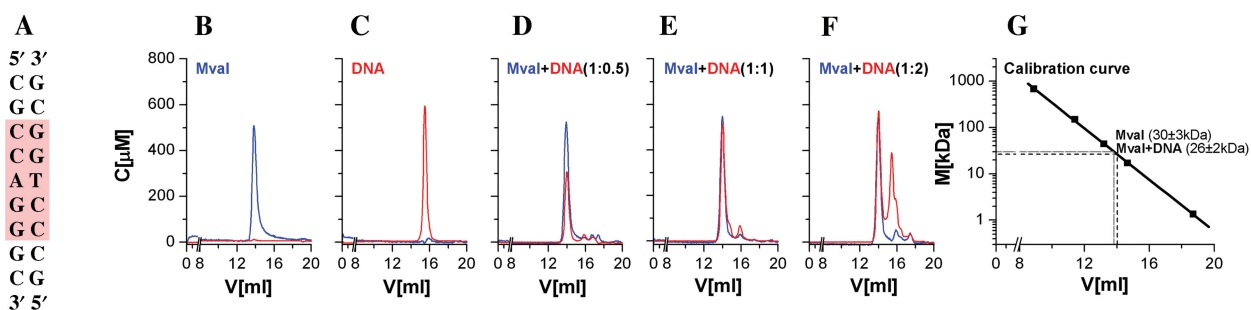 A
5′ 3′
C G
G C
C G
C G
A T
G C
G C
G C
C G
3′ 5′
B
MvaI
800
600
400
200
0
C[µM]
0 8 12 16 20
V[ml]
C
DNA
0 8 12 16 20
V[ml]
D
MvaI+DNA(1:0.5)
0 8 12 16 20
V[ml]
E
MvaI+DNA(1:1)
0 8 12 16 20
V[ml]
F
MvaI+DNA(1:2)
0 8 12 16 20
V[ml]
G
Calibration curve
1000
100
10
1
M[kDa]
MvaI (30±3kDa)
MvaI+DNA (26±2kDa)
0 8 12 16 20
V[ml]